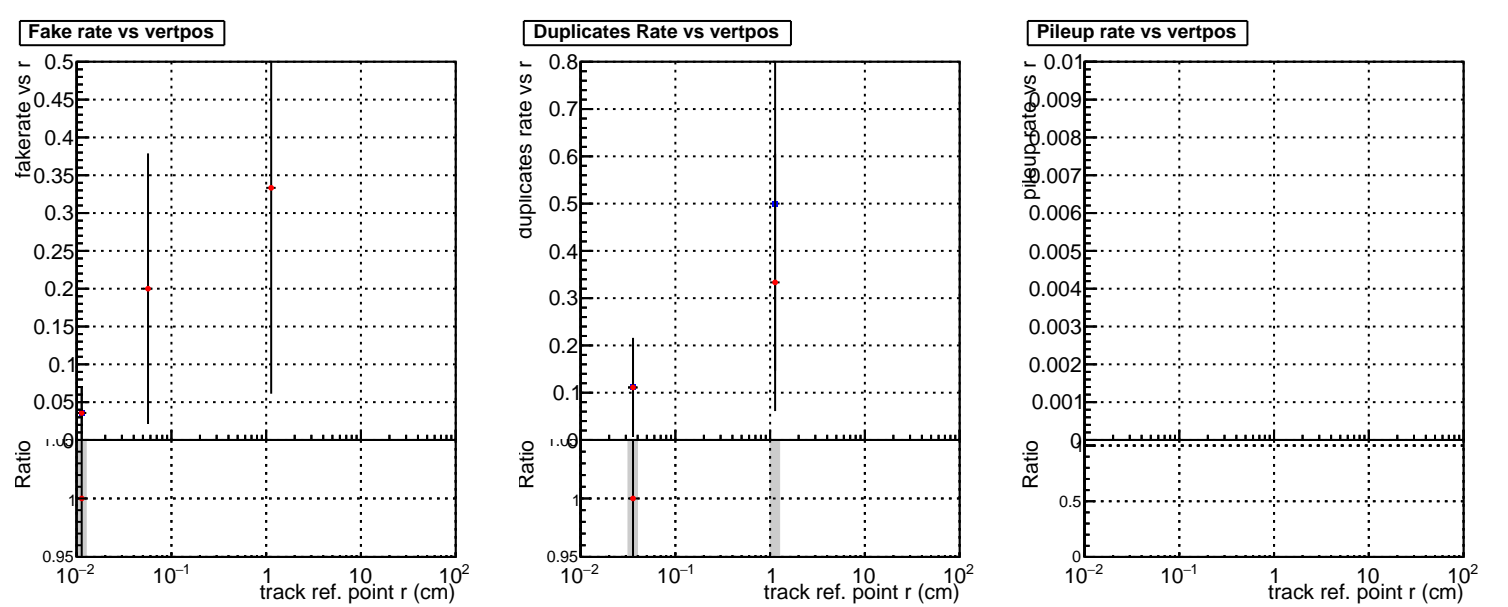 Fake rate vs vertpos
fakerate vs r
0.5
0.45
0.4
0.35
0.3
0.25
0.2
0.15
0.1
0.05
0
Ratio
1
0.95
10−2 10−1 1 10 102
track ref. point r (cm)
Duplicates Rate vs vertpos
duplicates rate vs r
0.8
0.7
0.6
0.5
0.4
0.3
0.2
0.1
0
Ratio
1
0.95
10−2 10−1 1 10 102
track ref. point r (cm)
Pileup rate vs vertpos
pileup rate vs r
0.01
0.009
0.008
0.007
0.006
0.005
0.004
0.003
0.002
0.001
0
Ratio
1
0.5
0
10−2 10−1 1 10 102
track ref. point r (cm)